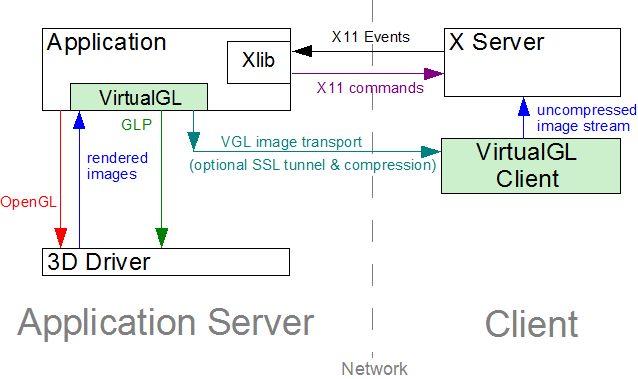 Application
Xlib
VirtualGL
X11 Events
X11 commands
X Server
GLP
rendered
images
OpenGL
VGL image transport
(optional SSL tunnel & compression)
uncompressed
image stream
VirtualGL
Client
3D Driver
Application Server
Client
Network